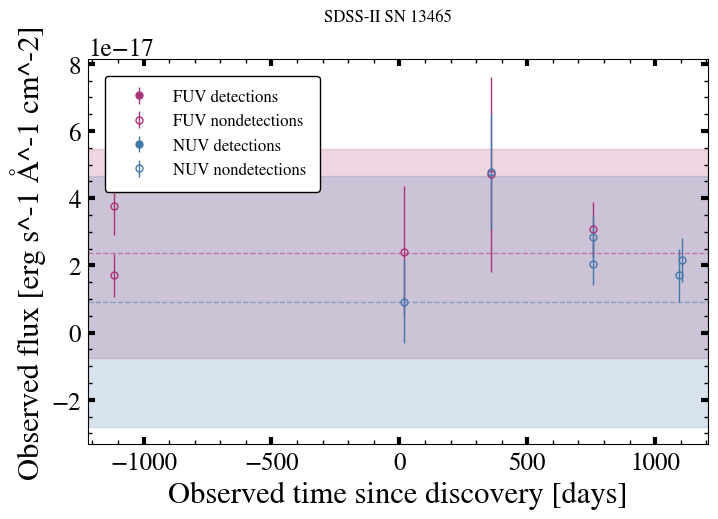 SDSS-II SN 13465
1e−17
8
6
4
2
0
−2
FUV detections
FUV nondetections
NUV detections
NUV nondetections
Observed flux [erg s^-1 Å^-1 cm^-2]
−1000 −500 0 500 1000
Observed time since discovery [days]